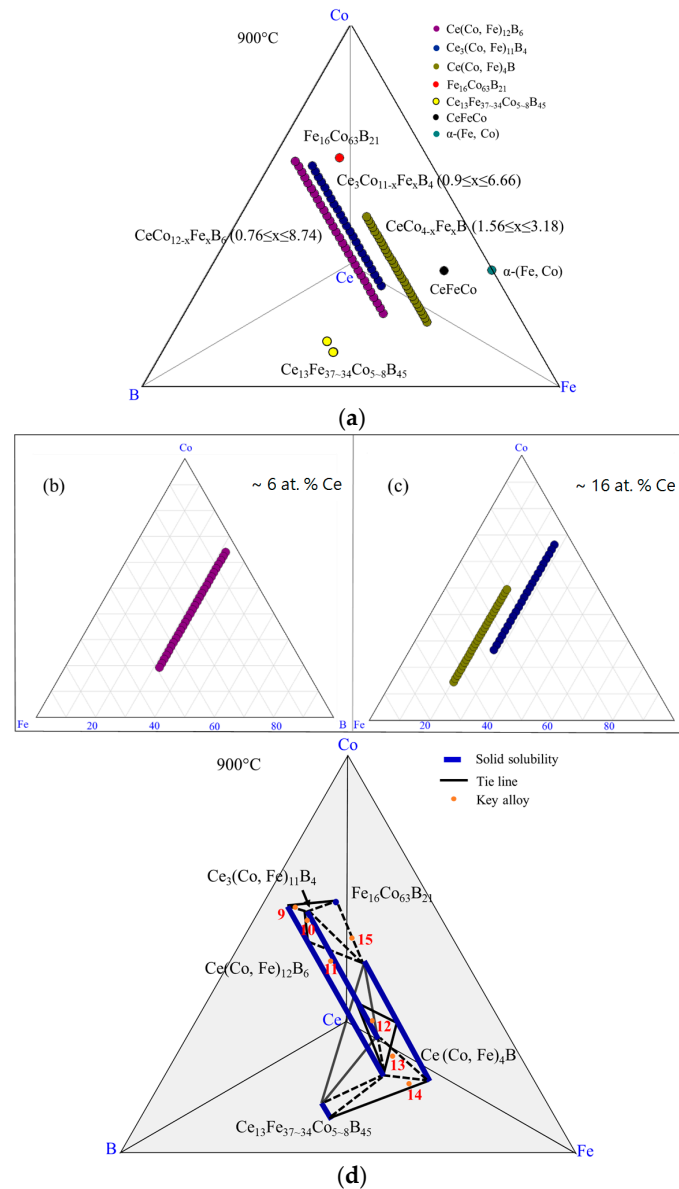 Co
900°C
Ce(Co, Fe)₁₂B₆
Ce₃(Co, Fe)₁₁B₄
Ce(Co, Fe)₄B
Fe₁₆Co₆₃B₂₁
Ce₁₃Fe₃₇₋₃₄Co₅₋₈B₄₅
CeFeCo
α-(Fe, Co)
Fe₁₆Co₆₃B₂₁
Ce₃Co₁₁₋ₓFeₓB₄ (0.9≤x≤6.66)
CeCo₄₋ₓFeₓB (1.56≤x≤3.18)
CeCo₁₂₋ₓFeₓB₆ (0.76≤x≤8.74)
Ce
α-(Fe, Co)
CeFeCo
Ce₁₃Fe₃₇~₃₄Co₅~₈B₄₅
B
Fe
(a)
Co
(b)
~ 6 at. % Ce
Fe
20
40
60
80
B
Co
(c)
~ 16 at. % Ce
Fe
20
40
60
80
Co
900°C
Solid solubility
Tie line
Key alloy
Ce₃(Co, Fe)₁₁B₄
Fe₁₆Co₆₃B₂₁
9
10
15
11
Ce(Co, Fe)₁₂B₆
Ce
12
13
Ce (Co, Fe)₄B
14
Ce₁₃Fe₃₇~₃₄Co₅~₈B₄₅
B
Fe
(d)